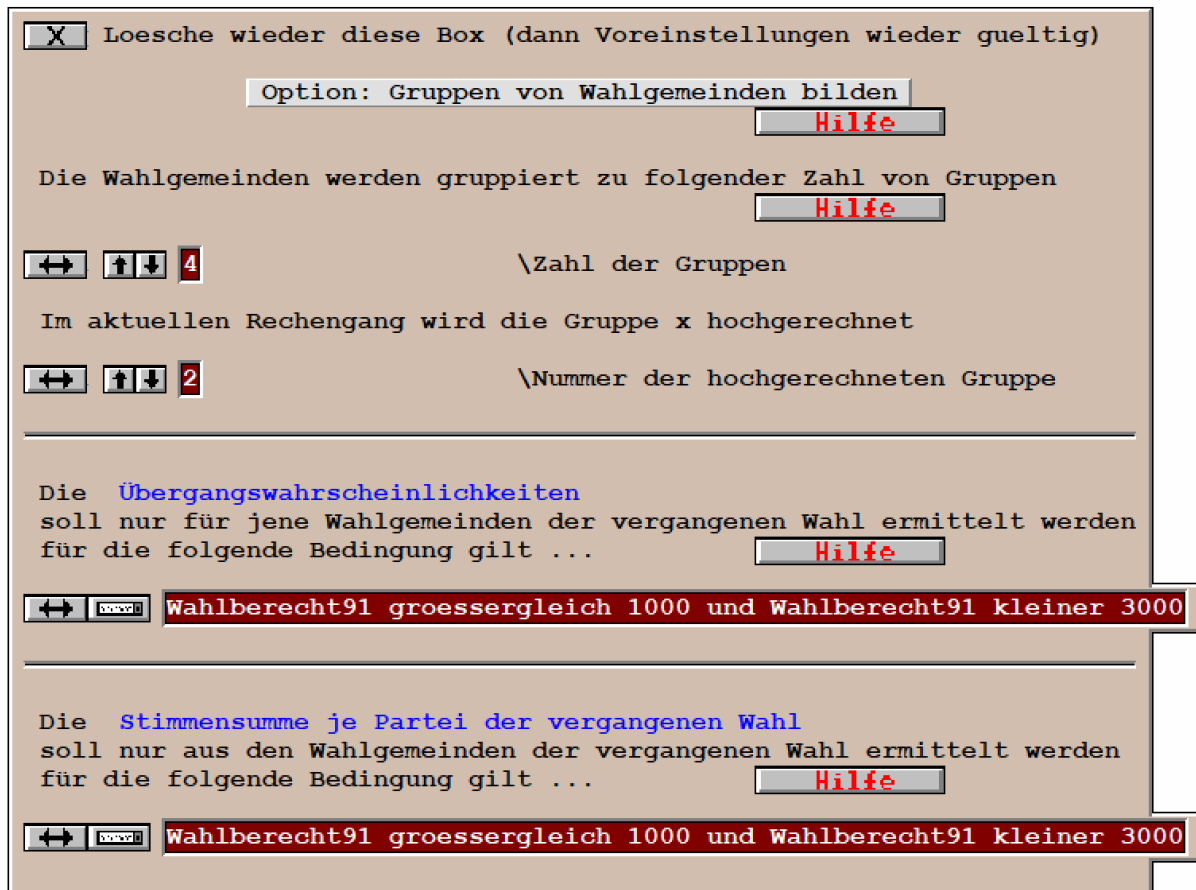 X Loesche wieder diese Box (dann Voreinstellungen wieder gueltig)
Option: Gruppen von Wahlgemeinden bilden
Hilfe
Die Wahlgemeinden werden gruppiert zu folgender Zahl von Gruppen
Hilfe
4 \Zahl der Gruppen
Im aktuellen Rechengang wird die Gruppe x hochgerechnet
2 \Nummer der hochgerechneten Gruppe
Die Übergangswahrscheinlichkeiten
soll nur für jene Wahlgemeinden der vergangenen Wahl ermittelt werden
für die folgende Bedingung gilt ... Hilfe
Wahlberecht91 groessergleich 1000 und Wahlberecht91 kleiner 3000
Die Stimmensumme je Partei der vergangenen Wahl
soll nur aus den Wahlgemeinden der vergangenen Wahl ermittelt werden
für die folgende Bedingung gilt ... Hilfe
Wahlberecht91 groessergleich 1000 und Wahlberecht91 kleiner 3000